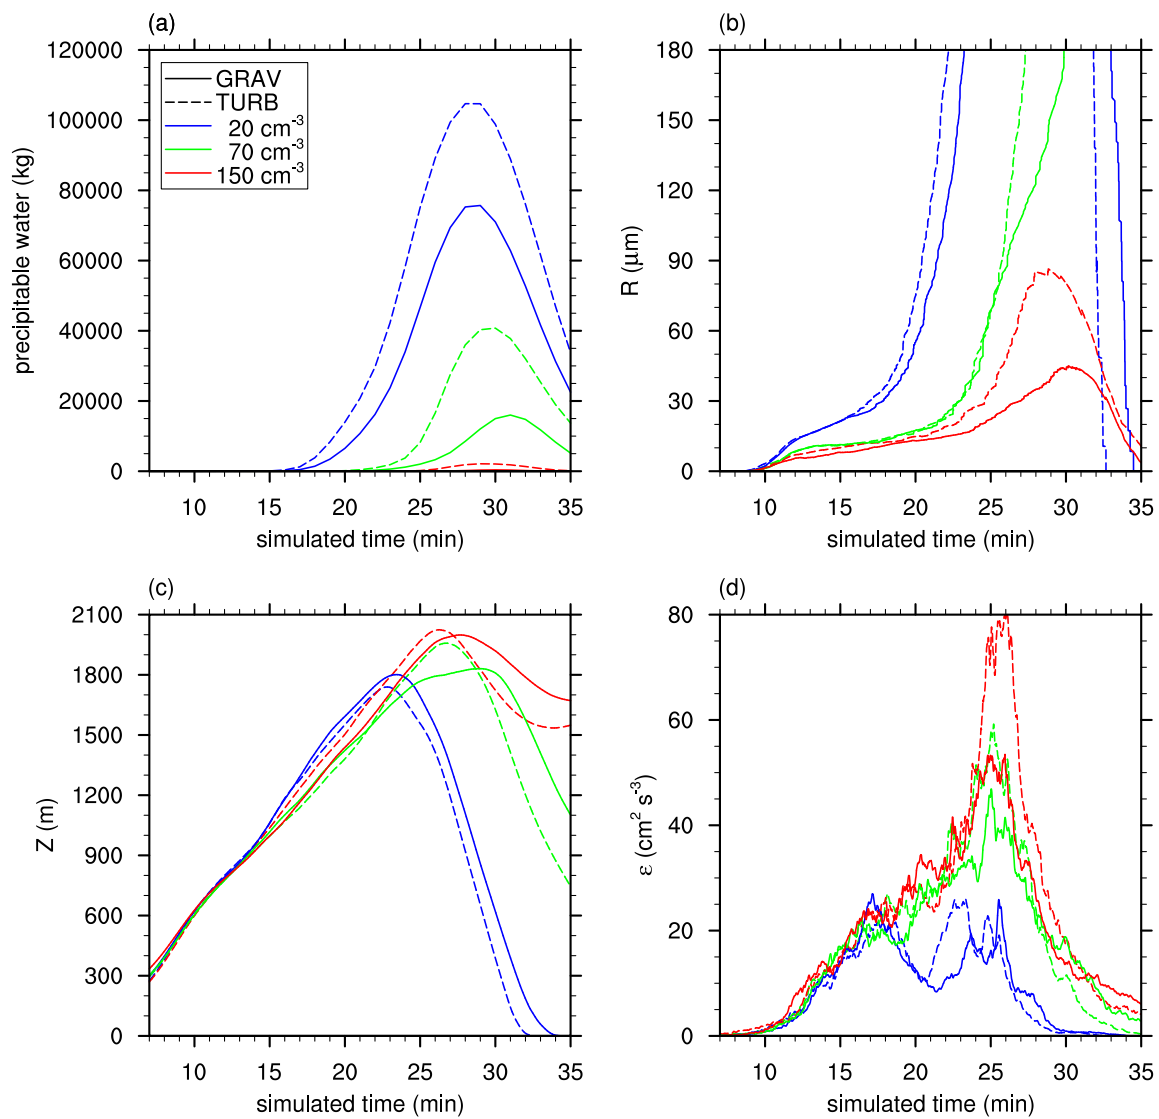 (a)
120000
100000
80000
60000
40000
20000
0
precipitable water (kg)
GRAV
TURB
20 cm⁻³
70 cm⁻³
150 cm⁻³
10 15 20 25 30 35
simulated time (min)
(b)
180
150
120
90
60
30
0
R (μm)
10 15 20 25 30 35
simulated time (min)
(c)
2100
1800
1500
1200
900
600
300
0
Z (m)
10 15 20 25 30 35
simulated time (min)
(d)
80
60
40
20
0
ε (cm² s⁻³)
10 15 20 25 30 35
simulated time (min)